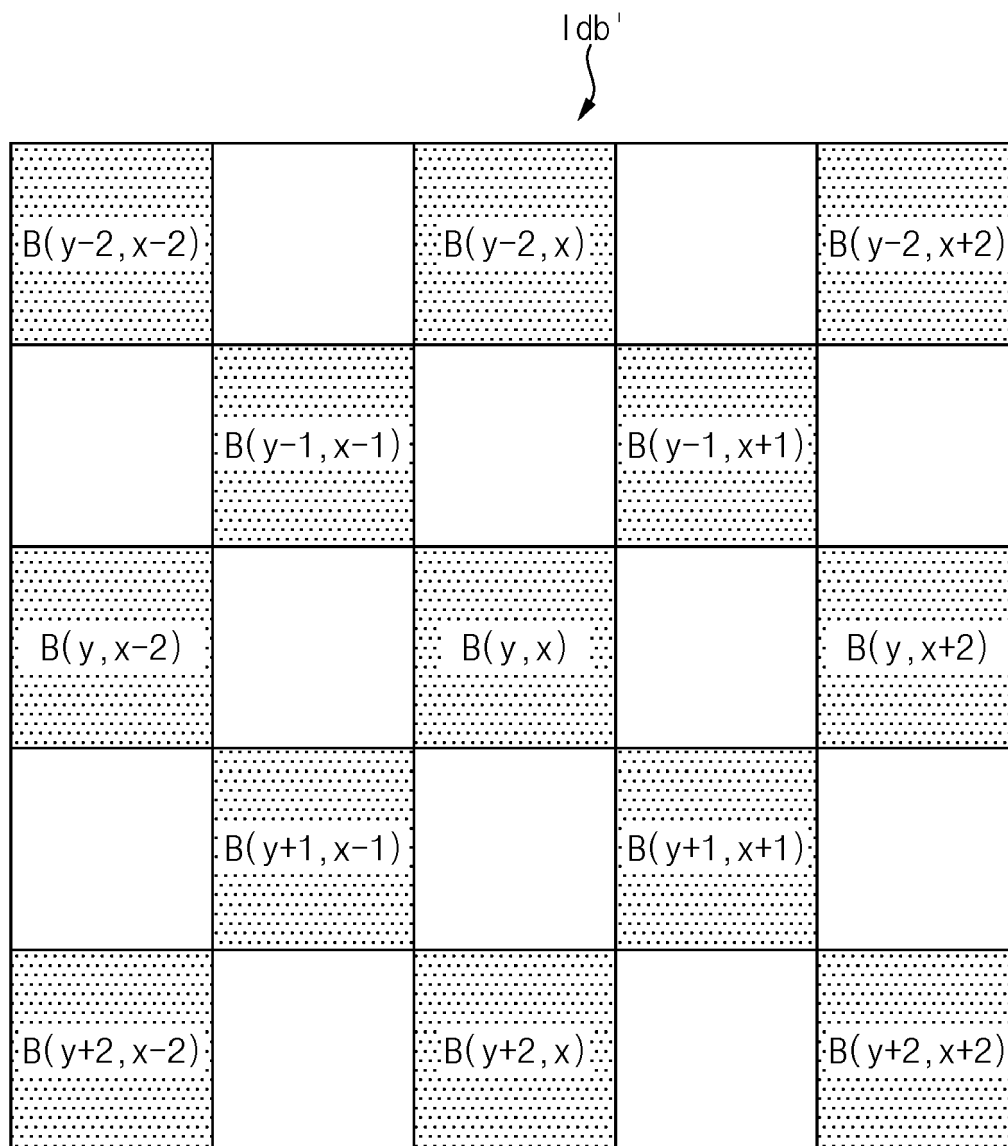 Idb'
B(y-2,x-2) B(y-2,x) B(y-2,x+2)
B(y-1,x-1) B(y-1,x+1)
B(y,x-2) B(y,x) B(y,x+2)
B(y+1,x-1) B(y+1,x+1)
B(y+2,x-2) B(y+2,x) B(y+2,x+2)